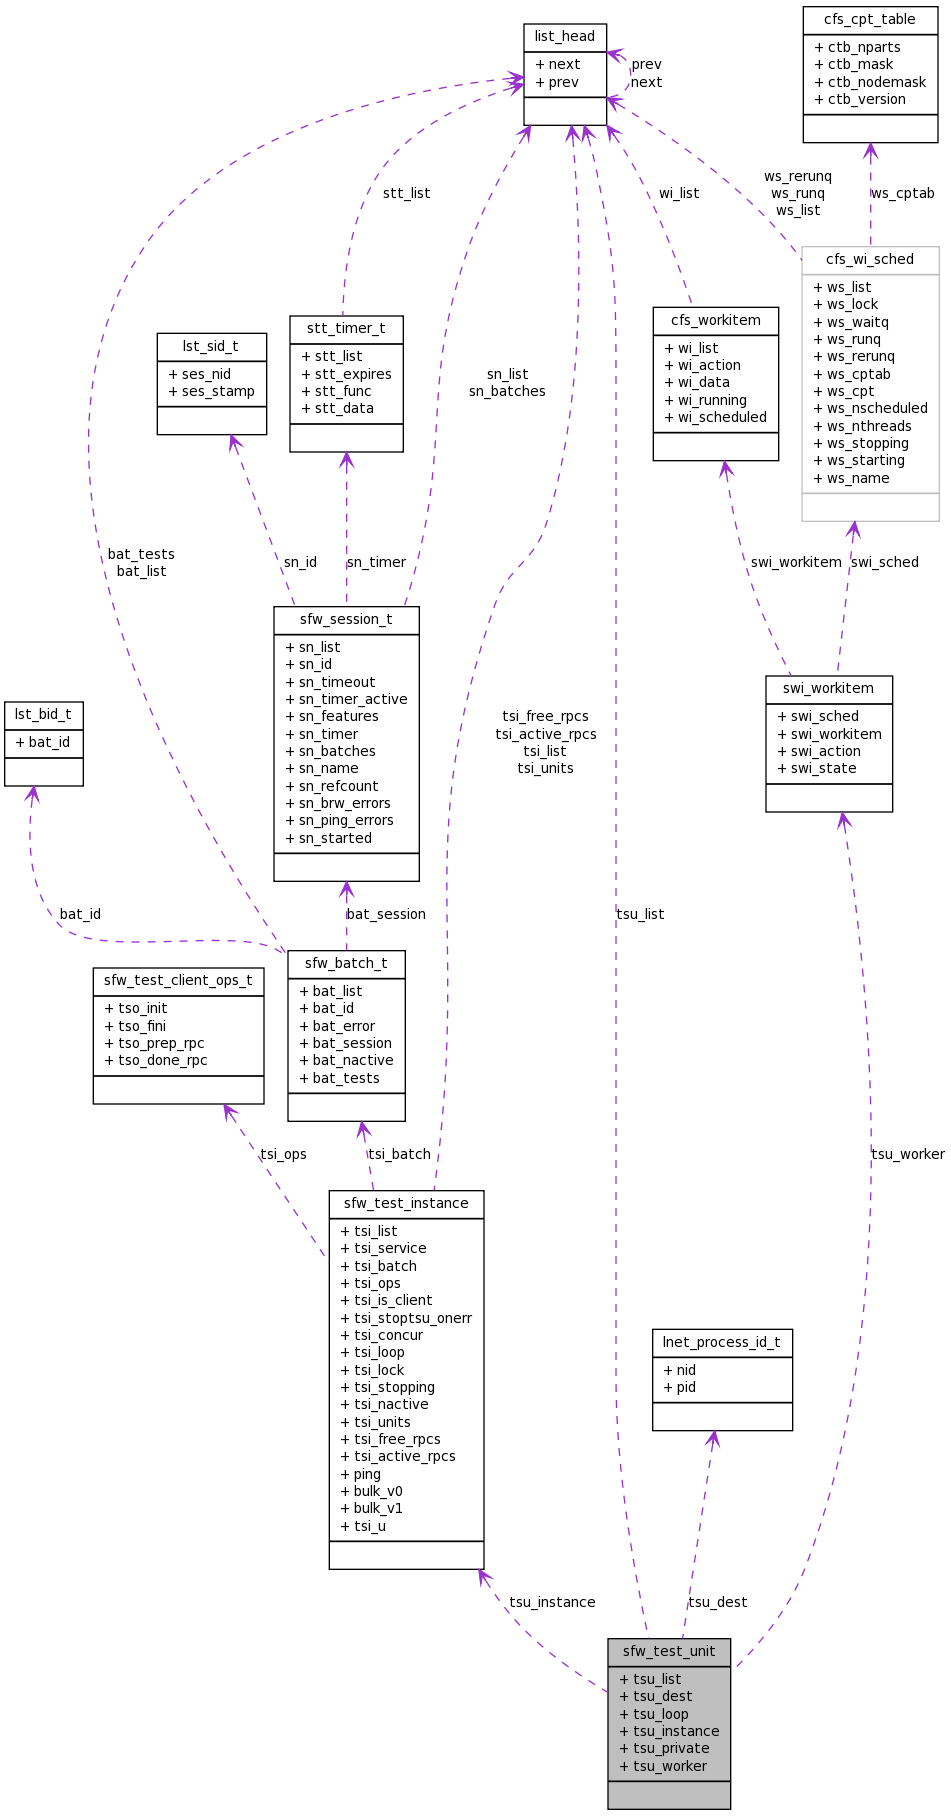 list_head
+ next
+ prev
prev
next
cfs_cpt_table
+ ctb_nparts
+ ctb_mask
+ ctb_nodemask
+ ctb_version
stt_list
wi_list
ws_rerunq
ws_runq
ws_list
ws_cptab
cfs_wi_sched
+ ws_list
+ ws_lock
+ ws_waitq
+ ws_runq
+ ws_rerunq
+ ws_cptab
+ ws_cpt
+ ws_nscheduled
+ ws_nthreads
+ ws_stopping
+ ws_starting
+ ws_name
cfs_workitem
+ wi_list
+ wi_action
+ wi_data
+ wi_running
+ wi_scheduled
stt_timer_t
+ stt_list
+ stt_expires
+ stt_func
+ stt_data
lst_sid_t
+ ses_nid
+ ses_stamp
sn_list
sn_batches
bat_tests
bat_list
sn_id
sn_timer
swi_workitem
swi_sched
sfw_session_t
+ sn_list
+ sn_id
+ sn_timeout
+ sn_timer_active
+ sn_features
+ sn_timer
+ sn_batches
+ sn_name
+ sn_refcount
+ sn_brw_errors
+ sn_ping_errors
+ sn_started
swi_workitem
+ swi_sched
+ swi_workitem
+ swi_action
+ swi_state
lst_bid_t
+ bat_id
tsi_free_rpcs
tsi_active_rpcs
tsi_list
tsi_units
bat_id
bat_session
tsu_list
sfw_batch_t
+ bat_list
+ bat_id
+ bat_error
+ bat_session
+ bat_nactive
+ bat_tests
sfw_test_client_ops_t
+ tso_init
+ tso_fini
+ tso_prep_rpc
+ tso_done_rpc
tsi_ops
tsi_batch
tsu_worker
sfw_test_instance
+ tsi_list
+ tsi_service
+ tsi_batch
+ tsi_ops
+ tsi_is_client
+ tsi_stoptsu_onerr
+ tsi_concur
+ tsi_loop
+ tsi_lock
+ tsi_stopping
+ tsi_nactive
+ tsi_units
+ tsi_free_rpcs
+ tsi_active_rpcs
+ ping
+ bulk_v0
+ bulk_v1
+ tsi_u
lnet_process_id_t
+ nid
+ pid
tsu_instance
tsu_dest
sfw_test_unit
+ tsu_list
+ tsu_dest
+ tsu_loop
+ tsu_instance
+ tsu_private
+ tsu_worker